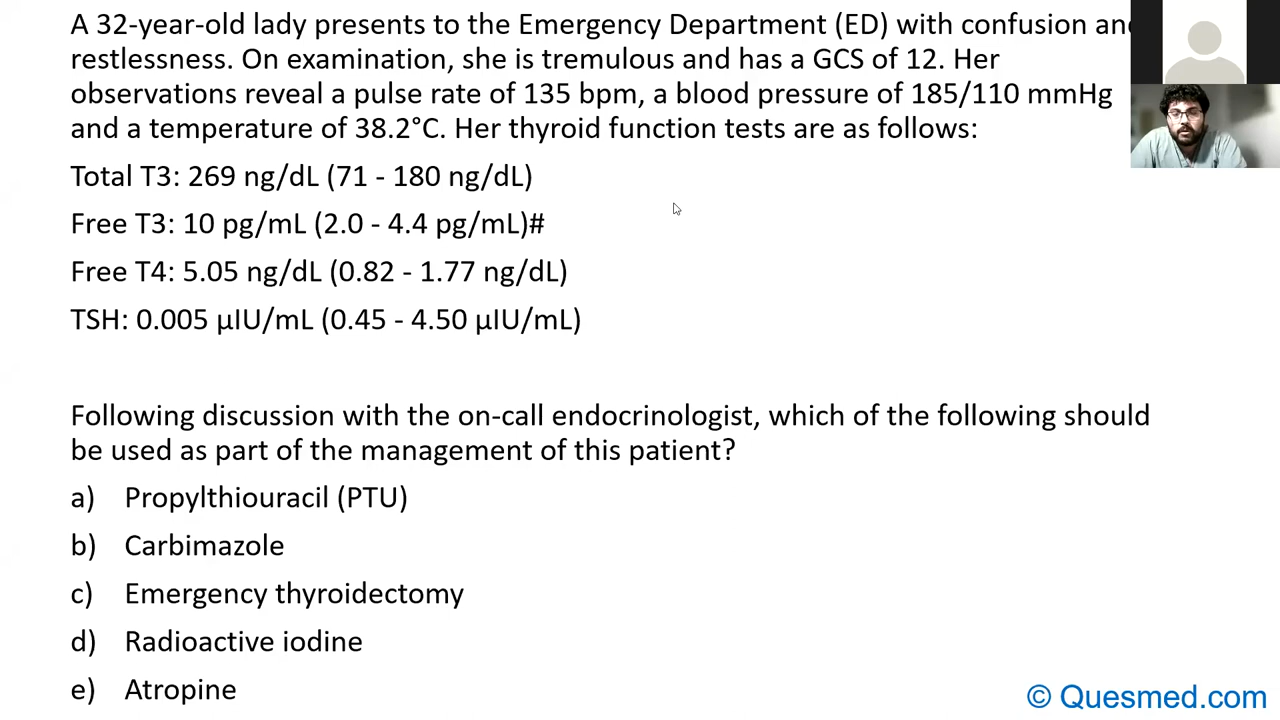 A 32-year-old lady presents to the Emergency Department (ED) with confusion and
restlessness. On examination, she is tremulous and has a GCS of 12. Her
observations reveal a pulse rate of 135 bpm, a blood pressure of 185/110 mmHg
and a temperature of 38.2°C. Her thyroid function tests are as follows:
Total T3: 269 ng/dL (71 - 180 ng/dL)
Free T3: 10 pg/mL (2.0 - 4.4 pg/mL)#
Free T4: 5.05 ng/dL (0.82 - 1.77 ng/dL)
TSH: 0.005 µIU/mL (0.45 - 4.50 µIU/mL)
Following discussion with the on-call endocrinologist, which of the following should
be used as part of the management of this patient?
a) Propylthiouracil (PTU)
b) Carbimazole
c) Emergency thyroidectomy
d) Radioactive iodine
e) Atropine
© Quesmed.com